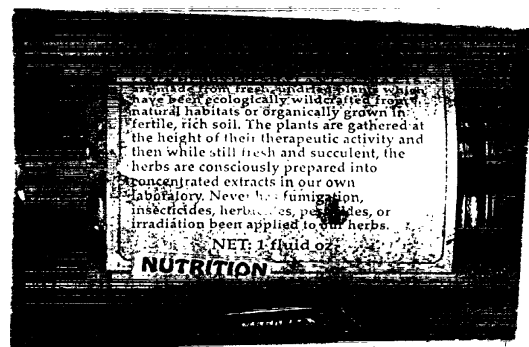 are made from fresh, undried plants which
have been ecologically wildcrafted from
natural habitats or organically grown in
fertile, rich soil. The plants are gathered at
the height of their therapeutic activity and
then while still fresh and succulent, the
herbs are consciously prepared into
concentrated extracts in our own
laboratory. Never has fumigation,
insecticides, herbicides, pesticides, or
irradiation been applied to our herbs.
NET: 1 fluid oz.
NUTRITION